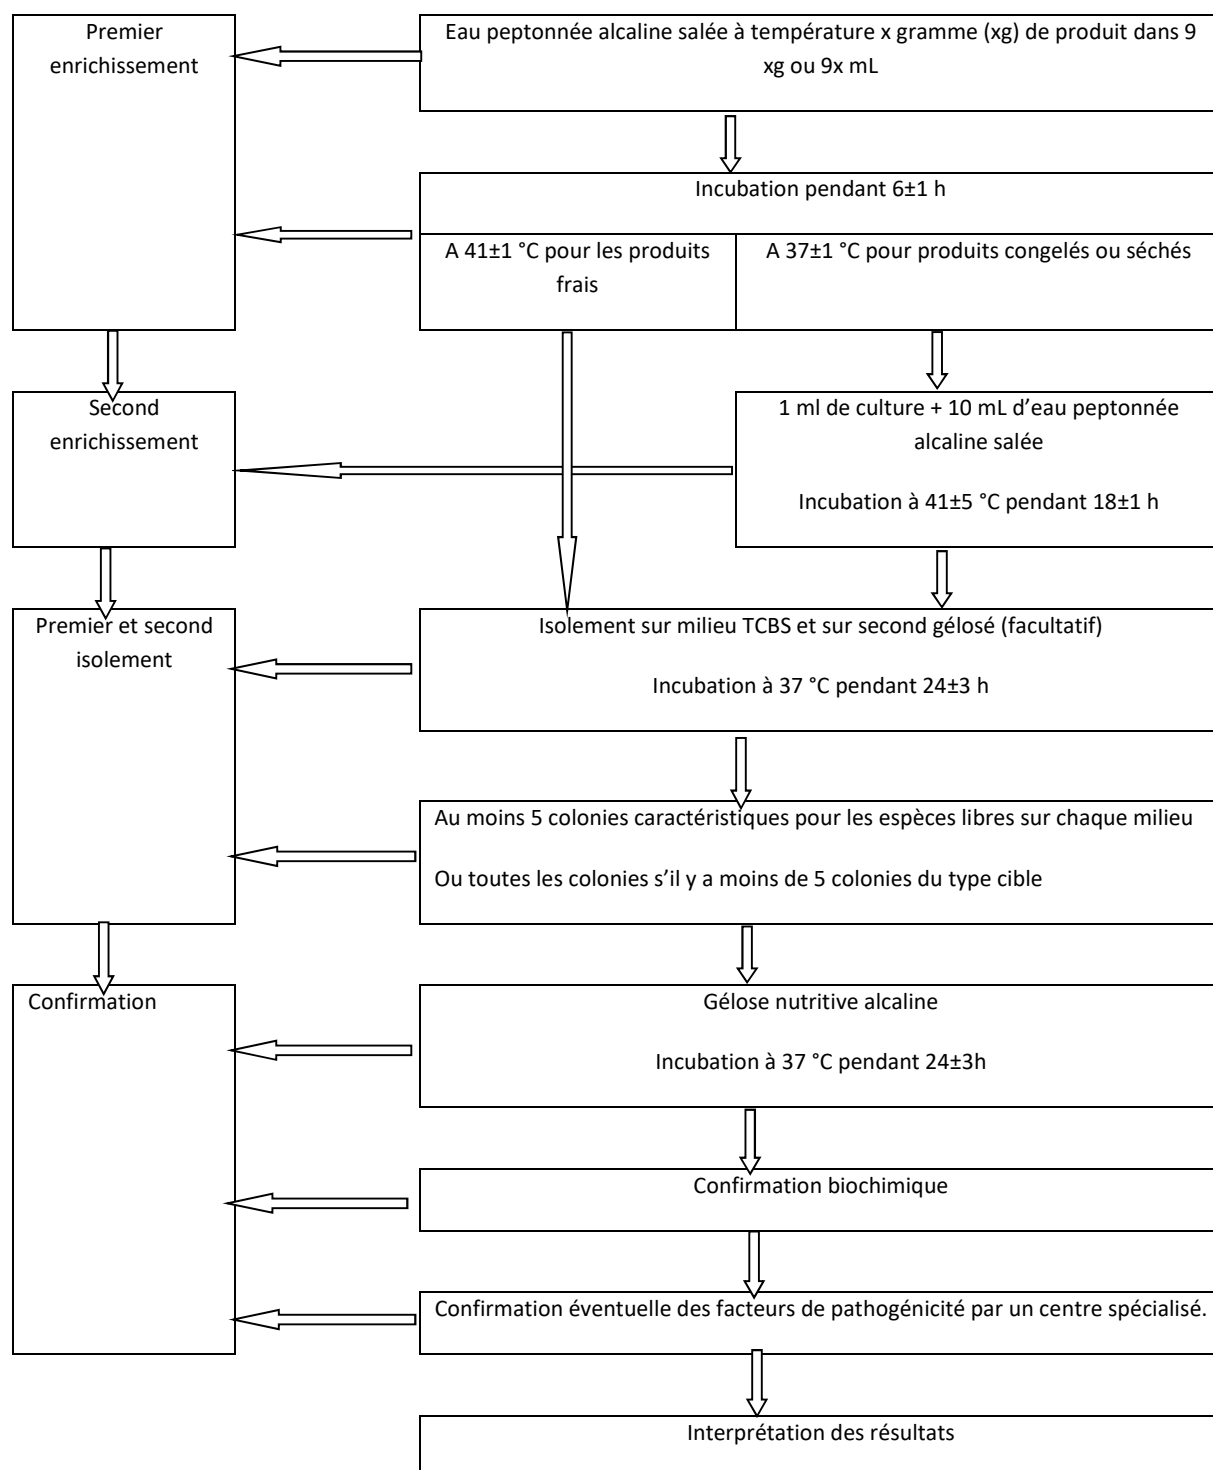 Premier
enrichissement
Eau peptonnée alcaline salée à température x gramme (xg) de produit dans 9
xg ou 9x mL
Incubation pendant 6±1 h
A 41±1 °C pour les produits
frais
A 37±1 °C pour produits congelés ou séchés
Second
enrichissement
1 ml de culture + 10 mL d’eau peptonnée
alcaline salée
Incubation à 41±5 °C pendant 18±1 h
Premier et second
isolement
Isolement sur milieu TCBS et sur second gélosé (facultatif)
Incubation à 37 °C pendant 24±3 h
Au moins 5 colonies caractéristiques pour les espèces libres sur chaque milieu
Ou toutes les colonies s’il y a moins de 5 colonies du type cible
Confirmation
Gélose nutritive alcaline
Incubation à 37 °C pendant 24±3h
Confirmation biochimique
Confirmation éventuelle des facteurs de pathogénicité par un centre spécialisé.
Interprétation des résultats